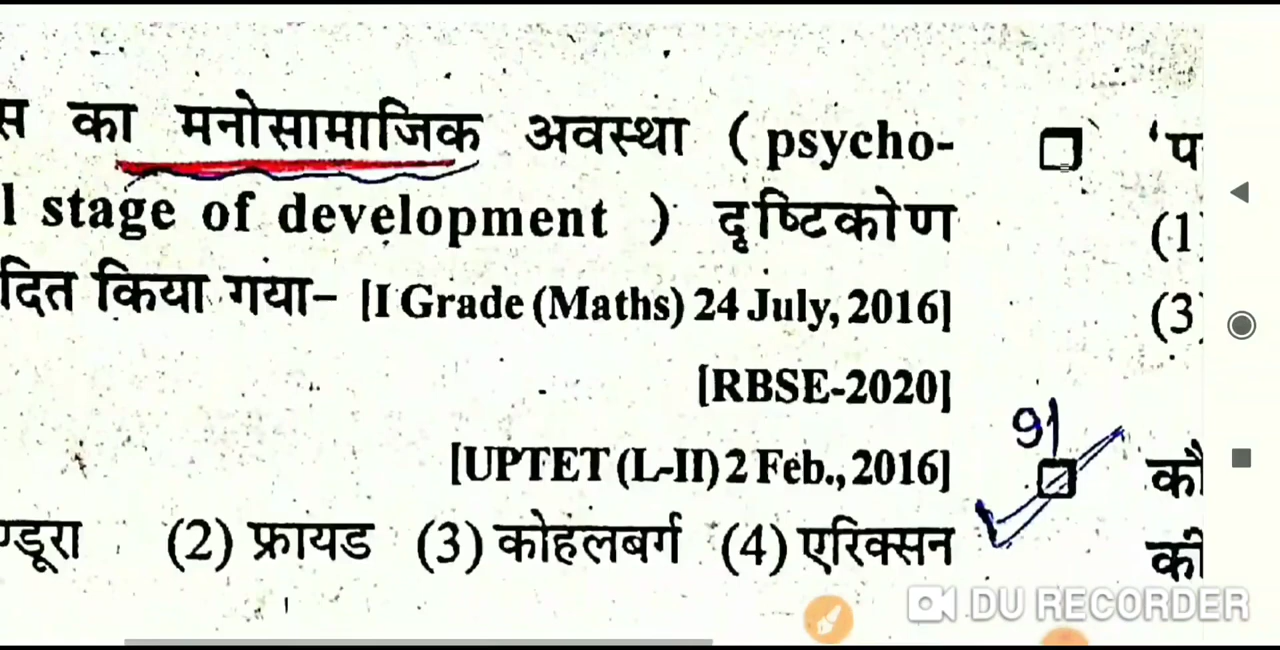 स का मनोसामाजिक अवस्था ( psycho-
l stage of development ) दृष्टिकोण
दित किया गया– [I Grade (Maths) 24 July, 2016]
[RBSE-2020]
[UPTET (L-II) 2 Feb., 2016]
ण्डूरा (2) फ्रायड (3) कोहलबर्ग (4) एरिक्सन
‘प
(1)
(3)
91
कौ
की
DU RECORDER